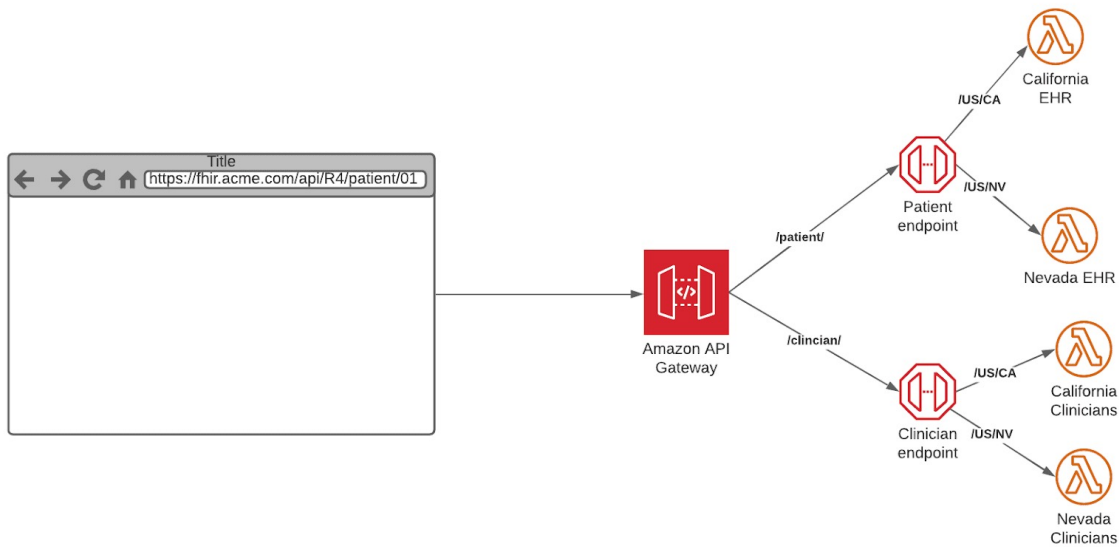 Title
https://fhir.acme.com/api/R4/patient/01
Amazon API
Gateway
/patient/
/clincian/
Patient
endpoint
/US/CA
/US/NV
California
EHR
Nevada EHR
Clinician
endpoint
/US/CA
/US/NV
California
Clinicians
Nevada
Clinicians